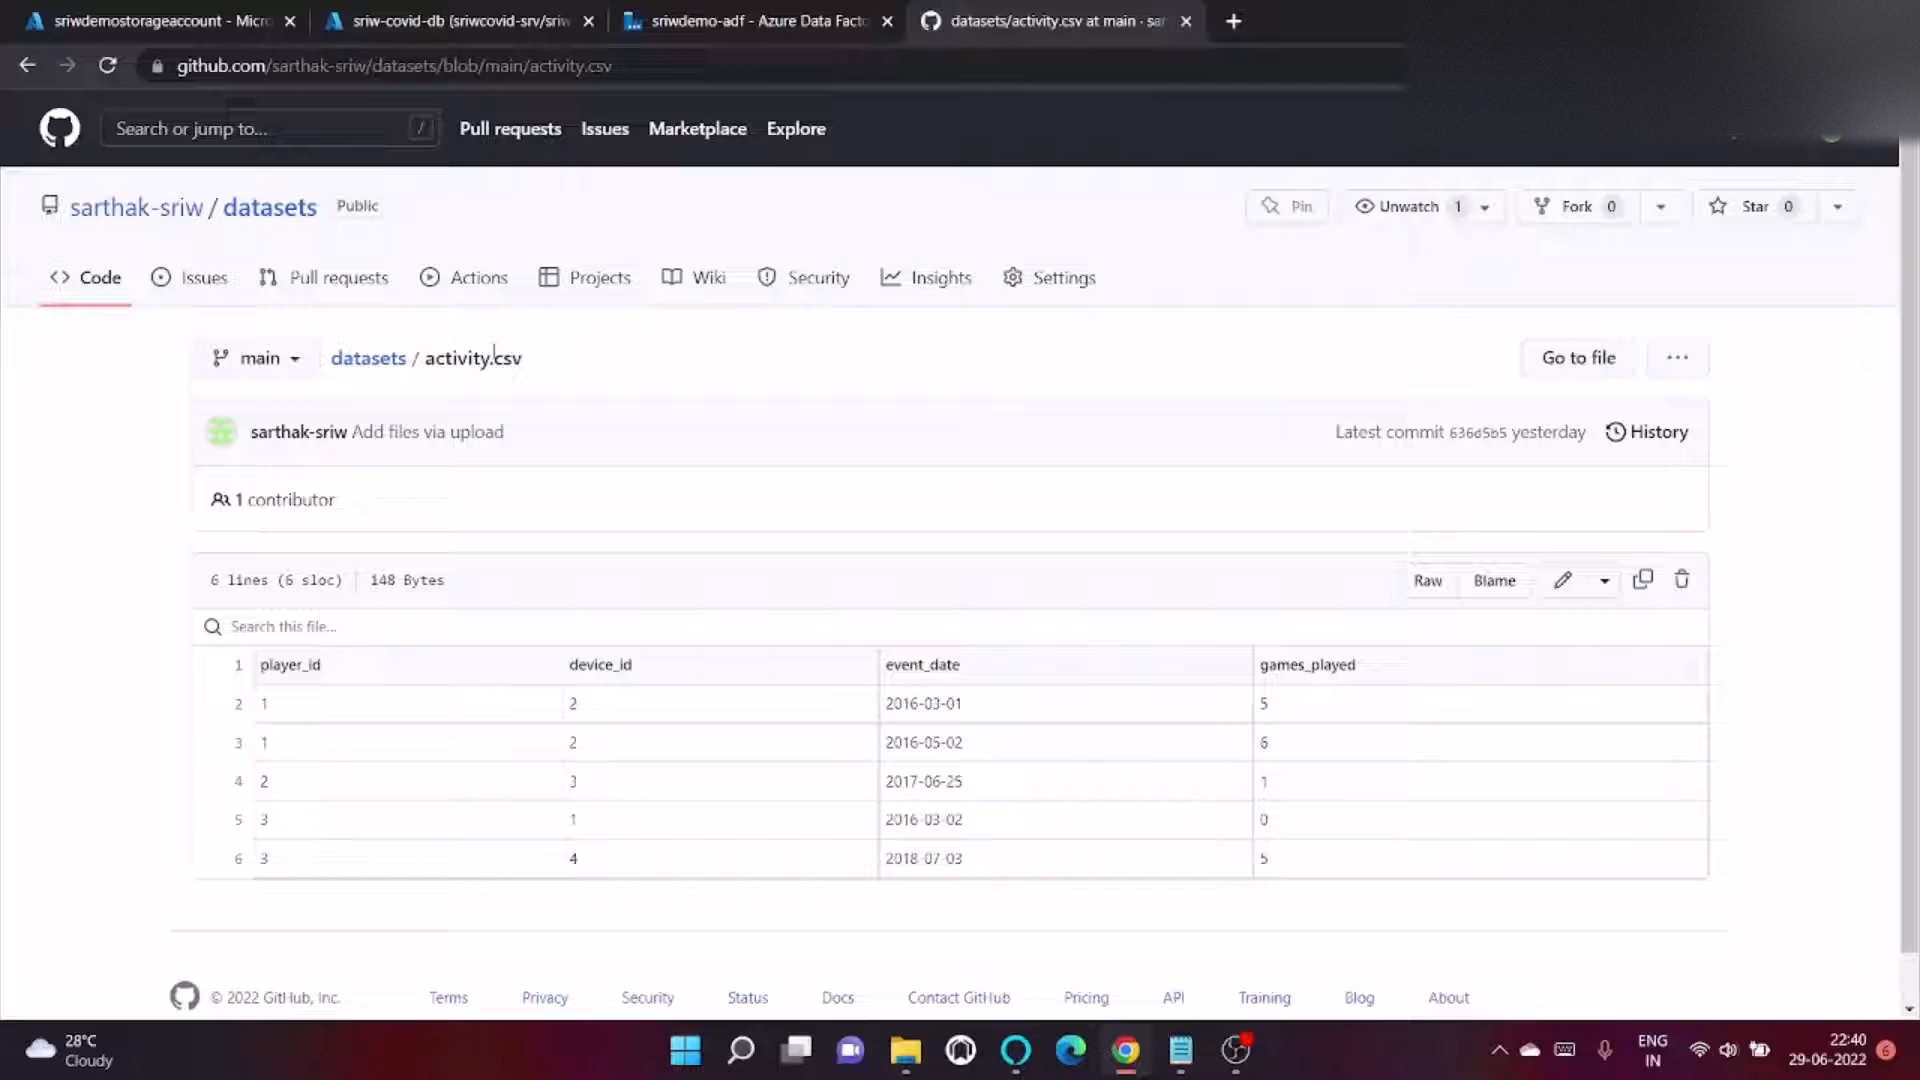 sriwdemostorageaccount - Micro
sriw-covid-db (sriwcovid-srv/sriw
sriwdemo-adf - Azure Data Facto
datasets/activity.csv at main · sar
github.com/sarthak-sriw/datasets/blob/main/activity.csv
Search or jump to... /
Pull requests Issues Marketplace Explore
sarthak-sriw / datasets Public
Pin Unwatch 1 Fork 0 Star 0
Code Issues Pull requests Actions Projects Wiki Security Insights Settings
main datasets / activity.csv Go to file ...
sarthak-sriw Add files via upload Latest commit 636d5b5 yesterday History
1 contributor
6 lines (6 sloc) 148 Bytes Raw Blame
Search this file...
1 player_id device_id event_date games_played
2 1 2 2016-03-01 5
3 1 2 2016-05-02 6
4 2 3 2017-06-25 1
5 3 1 2016-03-02 0
6 3 4 2018-07-03 5
© 2022 GitHub, Inc. Terms Privacy Security Status Docs Contact GitHub Pricing API Training Blog About
28°C
Cloudy
ENG
IN
22:40
29-06-2022
6